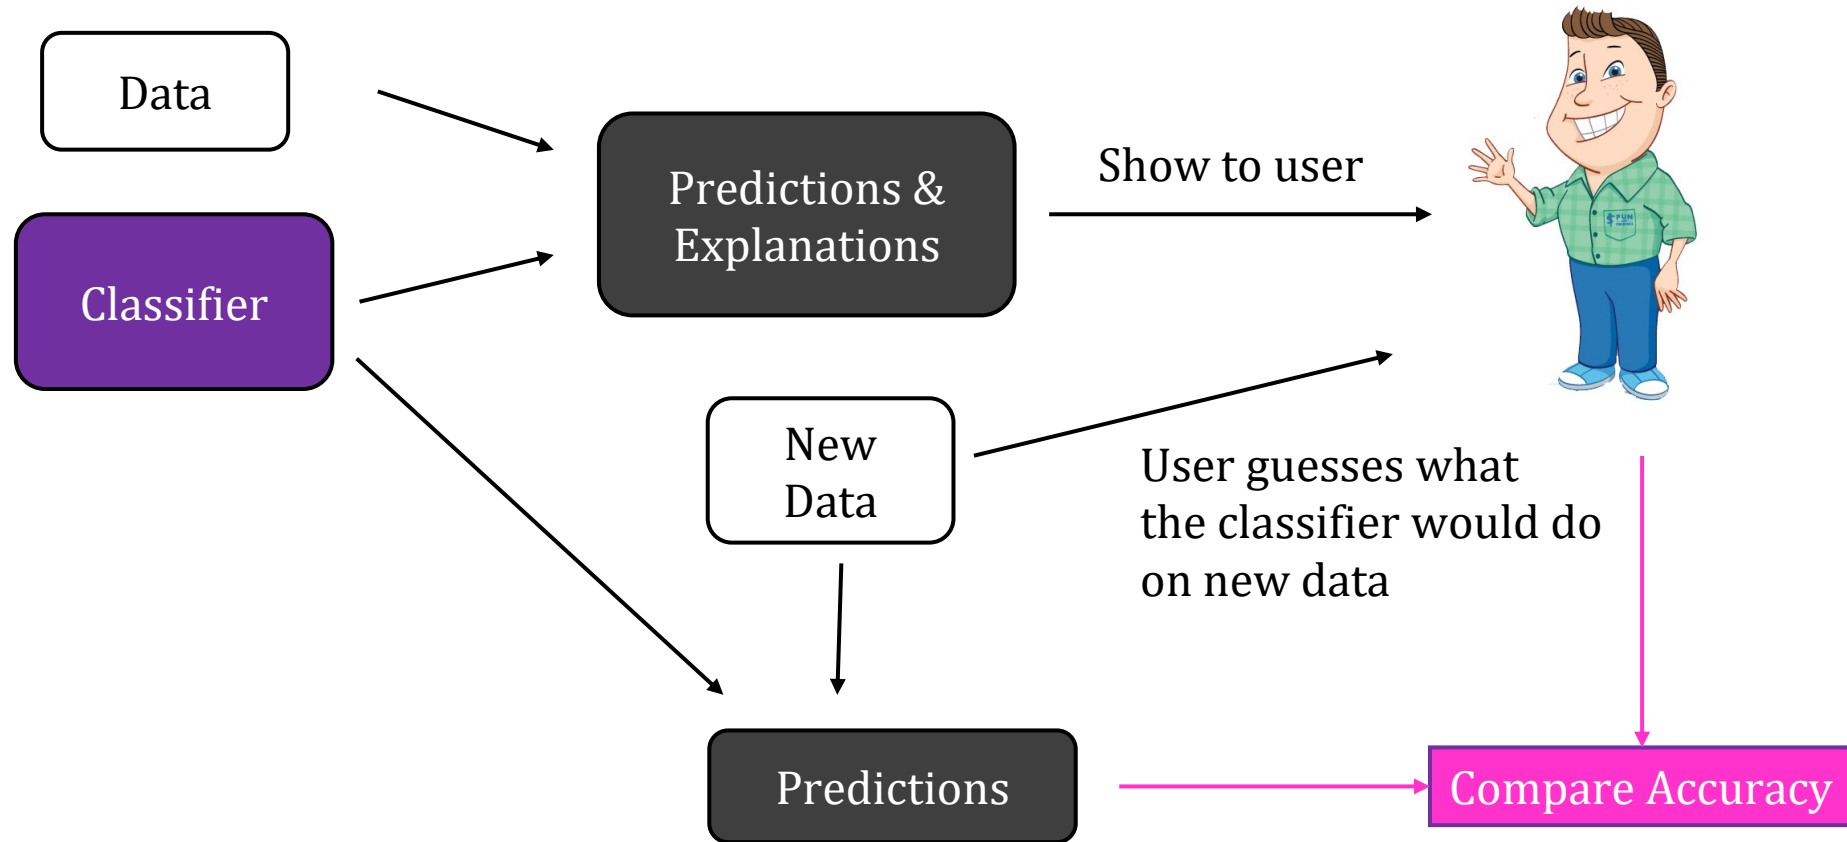 Data
Classifier
Predictions &
Explanations
Show to user
FUN
New
Data
User guesses what
the classifier would do
on new data
Predictions
Compare Accuracy